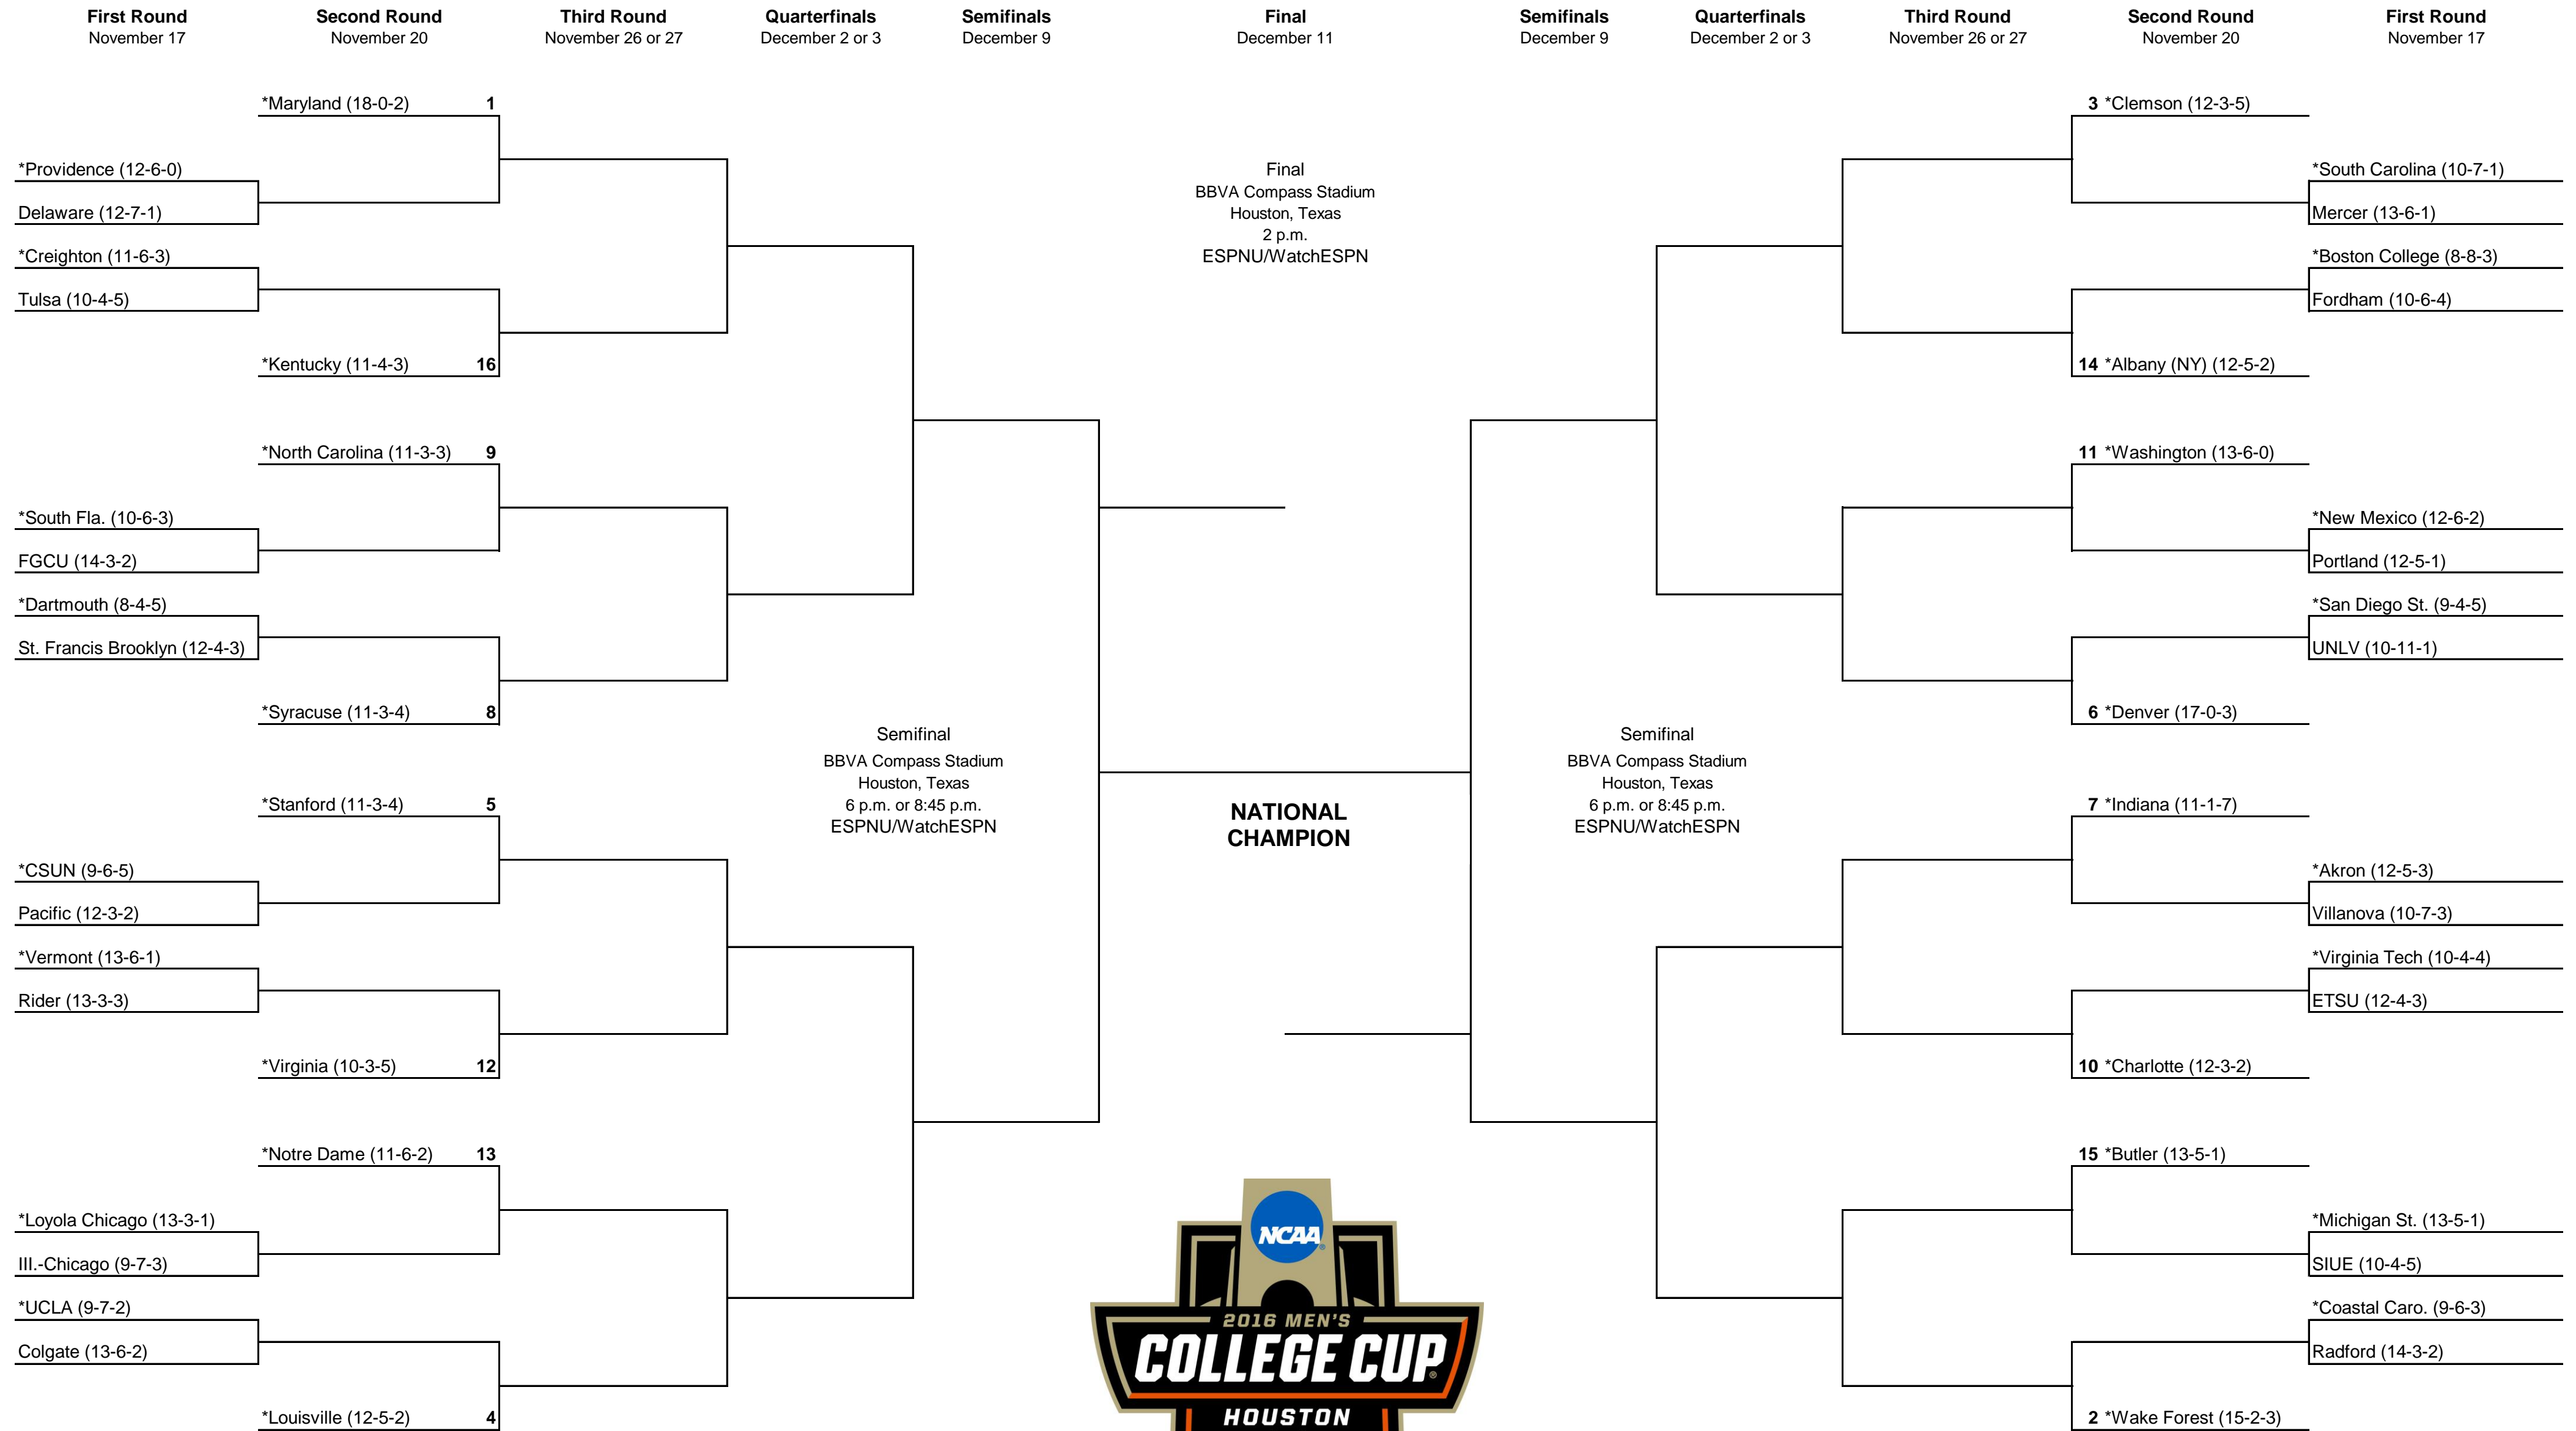 First Round
November 17
Second Round
November 20
Third Round
November 26 or 27
Quarterfinals
December 2 or 3
Semifinals
December 9
Final
December 11
Semifinals
December 9
Quarterfinals
December 2 or 3
Third Round
November 26 or 27
Second Round
November 20
First Round
November 17
*Maryland (18-0-2) 1
*Providence (12-6-0)
Delaware (12-7-1)
*Creighton (11-6-3)
Tulsa (10-4-5)
*Kentucky (11-4-3) 16
*North Carolina (11-3-3) 9
*South Fla. (10-6-3)
FGCU (14-3-2)
*Dartmouth (8-4-5)
St. Francis Brooklyn (12-4-3)
*Syracuse (11-3-4) 8
*Stanford (11-3-4) 5
*CSUN (9-6-5)
Pacific (12-3-2)
*Vermont (13-6-1)
Rider (13-3-3)
*Virginia (10-3-5) 12
*Notre Dame (11-6-2) 13
*Loyola Chicago (13-3-1)
III.-Chicago (9-7-3)
*UCLA (9-7-2)
Colgate (13-6-2)
*Louisville (12-5-2) 4
Semifinal
BBVA Compass Stadium
Houston, Texas
6 p.m. or 8:45 p.m.
ESPNU/WatchESPN
Final
BBVA Compass Stadium
Houston, Texas
2 p.m.
ESPNU/WatchESPN
NATIONAL
CHAMPION
NCAA
2016 MEN'S
COLLEGE CUP®
HOUSTON
Semifinal
BBVA Compass Stadium
Houston, Texas
6 p.m. or 8:45 p.m.
ESPNU/WatchESPN
3 *Clemson (12-3-5)
*South Carolina (10-7-1)
Mercer (13-6-1)
*Boston College (8-8-3)
Fordham (10-6-4)
14 *Albany (NY) (12-5-2)
11 *Washington (13-6-0)
*New Mexico (12-6-2)
Portland (12-5-1)
*San Diego St. (9-4-5)
UNLV (10-11-1)
6 *Denver (17-0-3)
7 *Indiana (11-1-7)
*Akron (12-5-3)
Villanova (10-7-3)
*Virginia Tech (10-4-4)
ETSU (12-4-3)
10 *Charlotte (12-3-2)
15 *Butler (13-5-1)
*Michigan St. (13-5-1)
SIUE (10-4-5)
*Coastal Caro. (9-6-3)
Radford (14-3-2)
2 *Wake Forest (15-2-3)